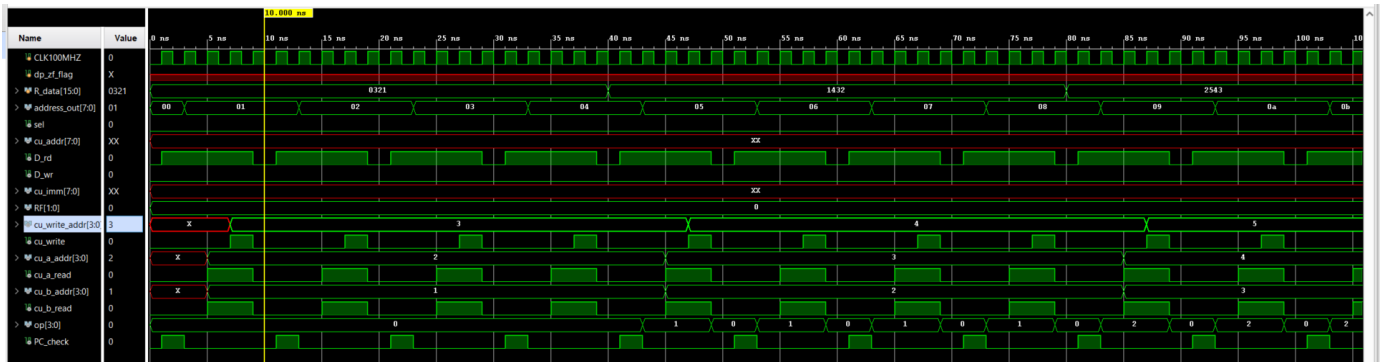 10.000 ns
Name Value 0 ns 5 ns 10 ns 15 ns 20 ns 25 ns 30 ns 35 ns 40 ns 45 ns 50 ns 55 ns 60 ns 65 ns 70 ns 75 ns 80 ns 85 ns 90 ns 95 ns 100 ns 10
CLK100MHZ 0
dp_zf_flag X
R_data[15:0] 0321 0321 1432 2543
address_out[7:0] 01 00 01 02 03 04 05 06 07 08 09 0a 0b
sel 0
cu_addr[7:0] XX XX
D_rd 0
D_wr 0
cu_imm[7:0] XX XX
RF[1:0] 0 0
cu_write_addr[3:0] 3 X 3 4 5
cu_write 0
cu_a_addr[3:0] 2 X 2 3 4
cu_a_read 0
cu_b_addr[3:0] 1 X 1 2 3
cu_b_read 0
op[3:0] 0 0 1 0 1 0 1 0 1 0 2 0 2 0 2
PC_check 0